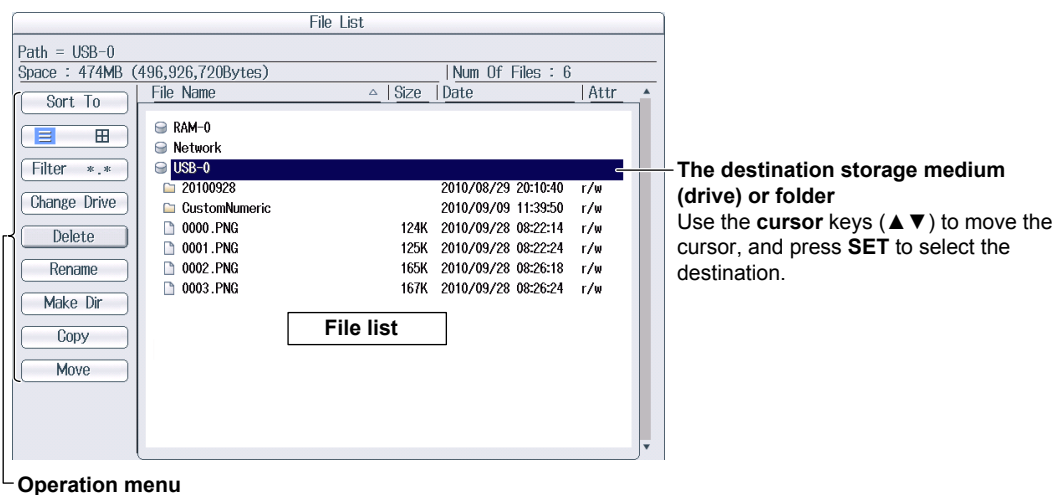 File List
Path = USB-0
Space : 474MB (496,926,720Bytes) |Num Of Files : 6
File Name △ |Size |Date |Attr ▲
Sort To
Filter *.*
Change Drive
Delete
Rename
Make Dir
Copy
Move
RAM-0
Network
USB-0
20100928 2010/08/29 20:10:40 r/w
CustomNumeric 2010/09/09 11:39:50 r/w
0000.PNG 124K 2010/09/28 08:22:14 r/w
0001.PNG 125K 2010/09/28 08:22:24 r/w
0002.PNG 165K 2010/09/28 08:26:18 r/w
0003.PNG 167K 2010/09/28 08:26:24 r/w
File list
The destination storage medium
(drive) or folder
Use the cursor keys (▲▼) to move the
cursor, and press SET to select the
destination.
Operation menu